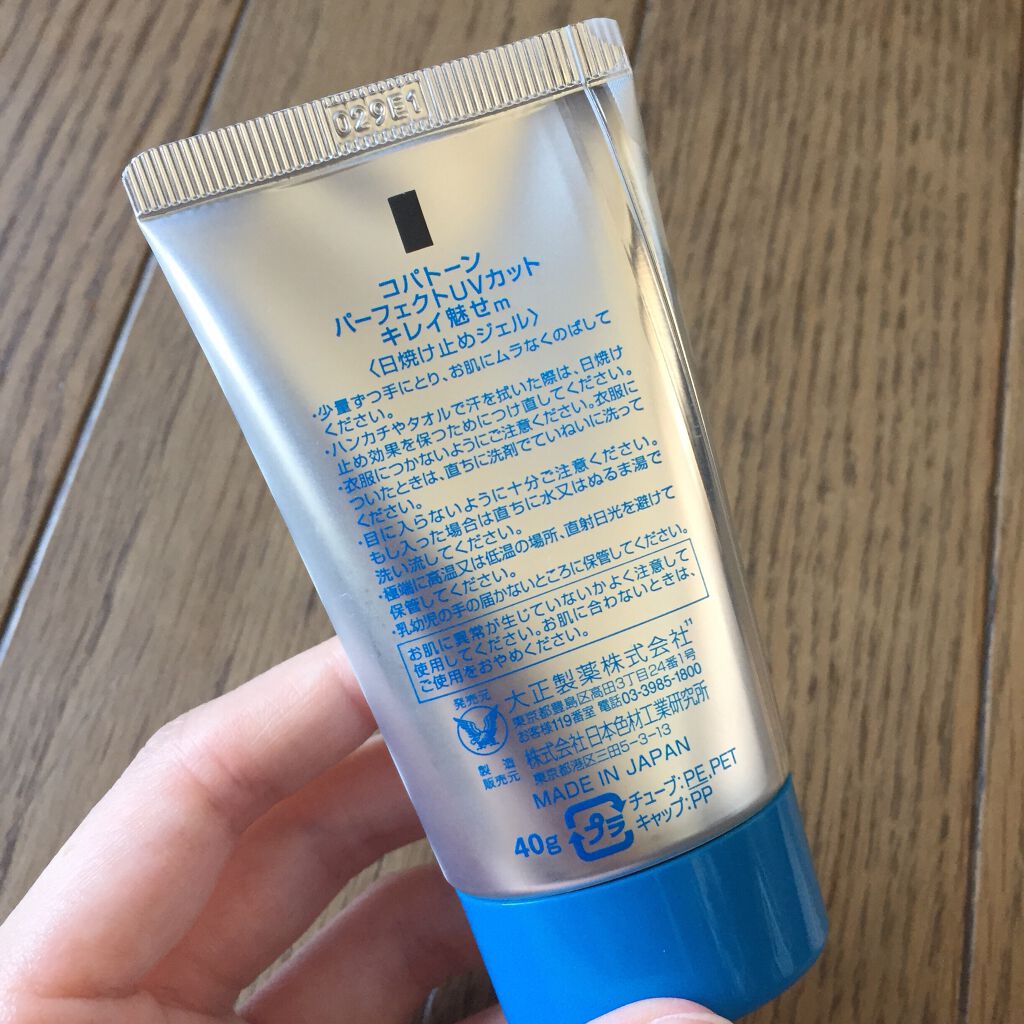 029E1
コパトーン
パーフェクトUVカット
キレイ魅せm
〈日焼け止めジェル〉
・少量ずつ手にとり、お肌にムラなくのばして
ください。
・ハンカチやタオルで汗を拭いた際は、日焼け
止め効果を保つためにつけ直してください。
・衣服につかないようにご注意ください。衣服に
ついたときは、直ちに洗剤でていねいに洗って
ください。
・目に入らないように十分ご注意ください。
もし入った場合は直ちに水又はぬるま湯で
洗い流してください。
・極端に高温又は低温の場所、直射日光を避けて
保管してください。
・乳幼児の手の届かないところに保管してください。
お肌に異常が生じていないかよく注意して
使用してください。お肌に合わないときは、
ご使用をおやめください。
発売元 大正製薬株式会社"
東京都豊島区高田3丁目24番1号
お客様119番室 電話03-3985-1800
製造販売元 株式会社日本色材工業研究所
東京都港区三田5-3-13
MADE IN JAPAN
40g プラ チューブ:PE,PET
キャップ:PP